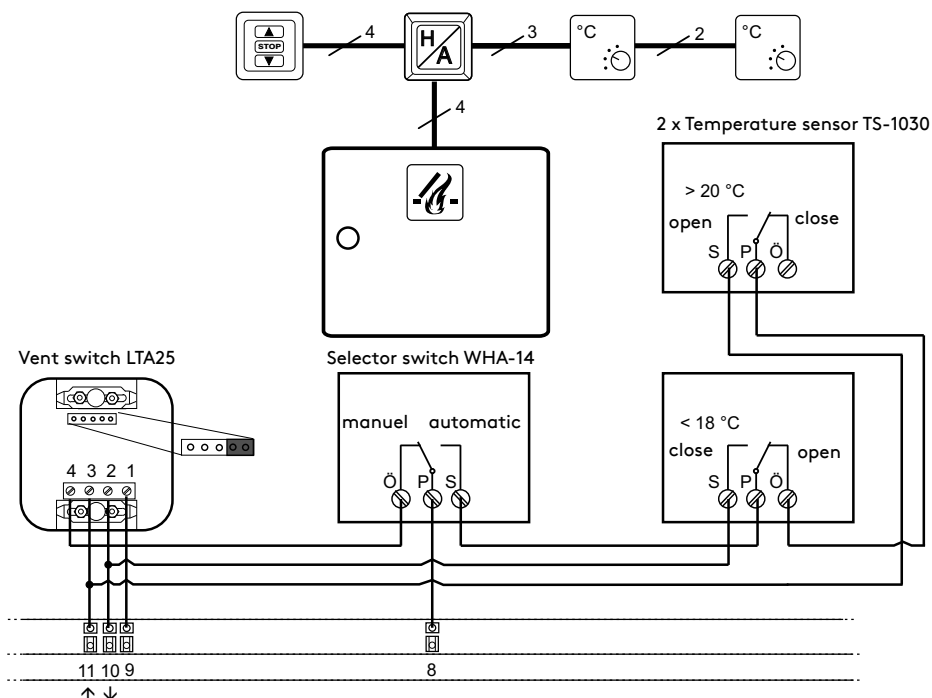 STOP
4
H/A
3
°C
2
°C
4
2 x Temperature sensor TS-1030
> 20 °C
open
close
S P Ö
Vent switch LTA25
Selector switch WHA-14
manuel automatic
Ö P S
< 18 °C
close
open
S P Ö
4 3 2 1
11 10 9
8